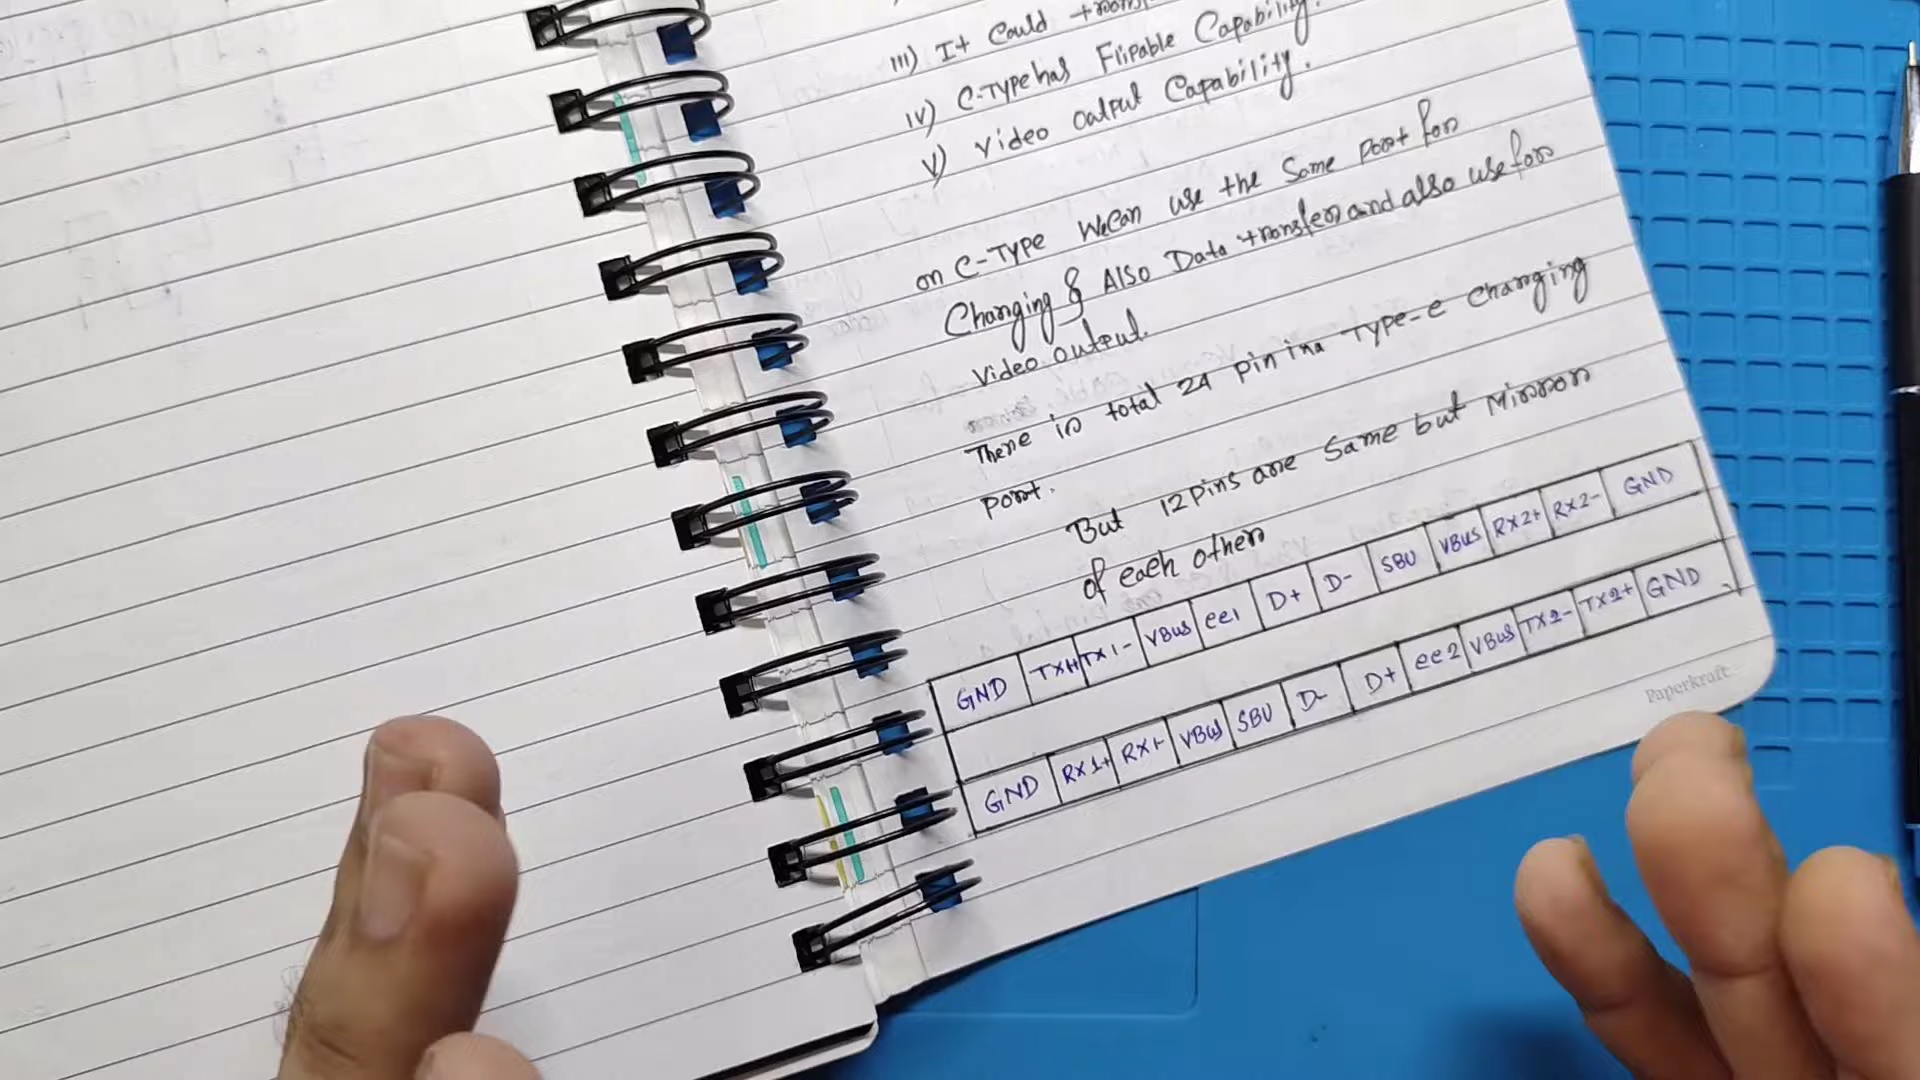 III) It Could
IV) C-Type has Flipable Capability.
V) Video Output Capability.
on C-Type We Can use the Same Port for
Charging & Also Data transfer and also use for
Video output.
There is total 24 Pin in a Type-c Charging
Port.
But 12 Pins are Same but Mirror
of each other
GND TX1+ TX1- VBus cc1 D+ D- SBU VBUS RX2+ RX2- GND
GND RX1+ RX1- VBus SBU D- D+ cc2 VBus TX2- TX2+ GND
Paperkraft